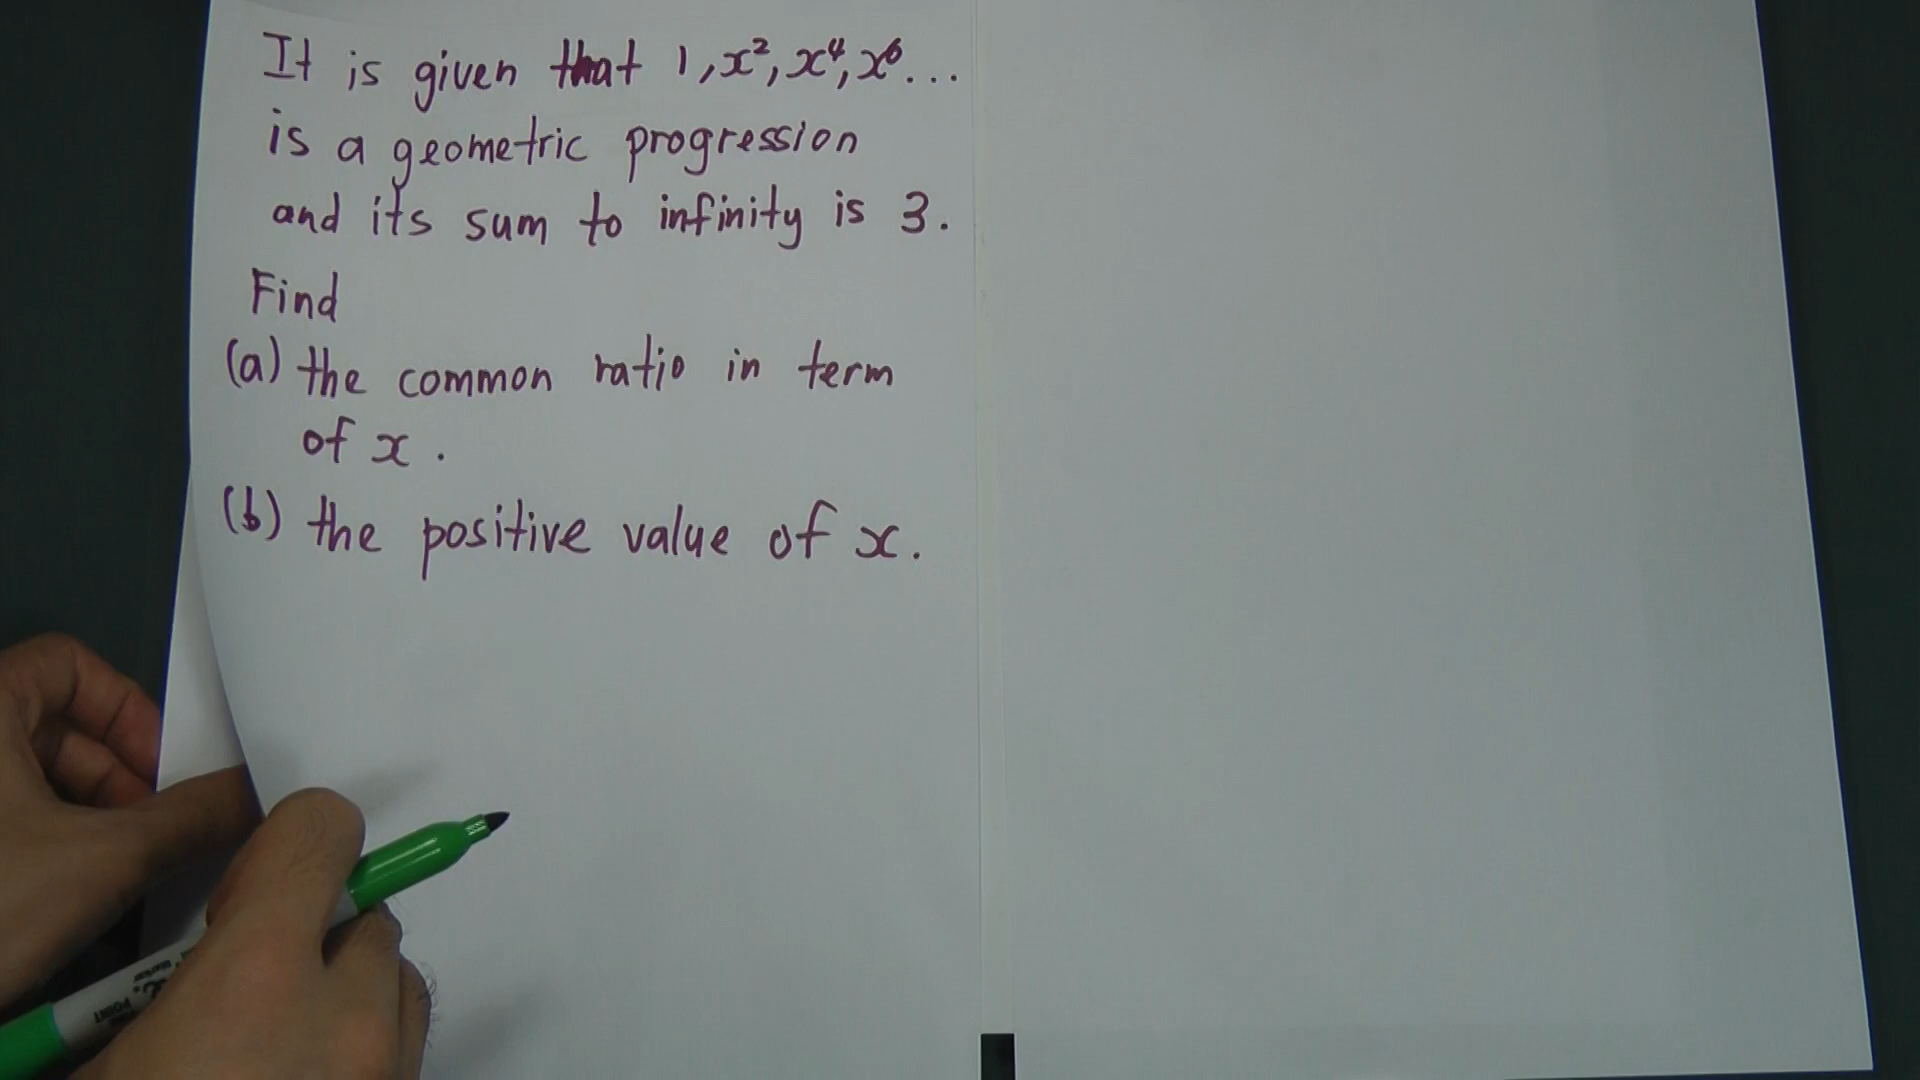 It is given that 1, x², x⁴, x⁶...
is a geometric progression
and its sum to infinity is 3.
Find
(a) the common ratio in term
of x.
(b) the positive value of x.
POINT